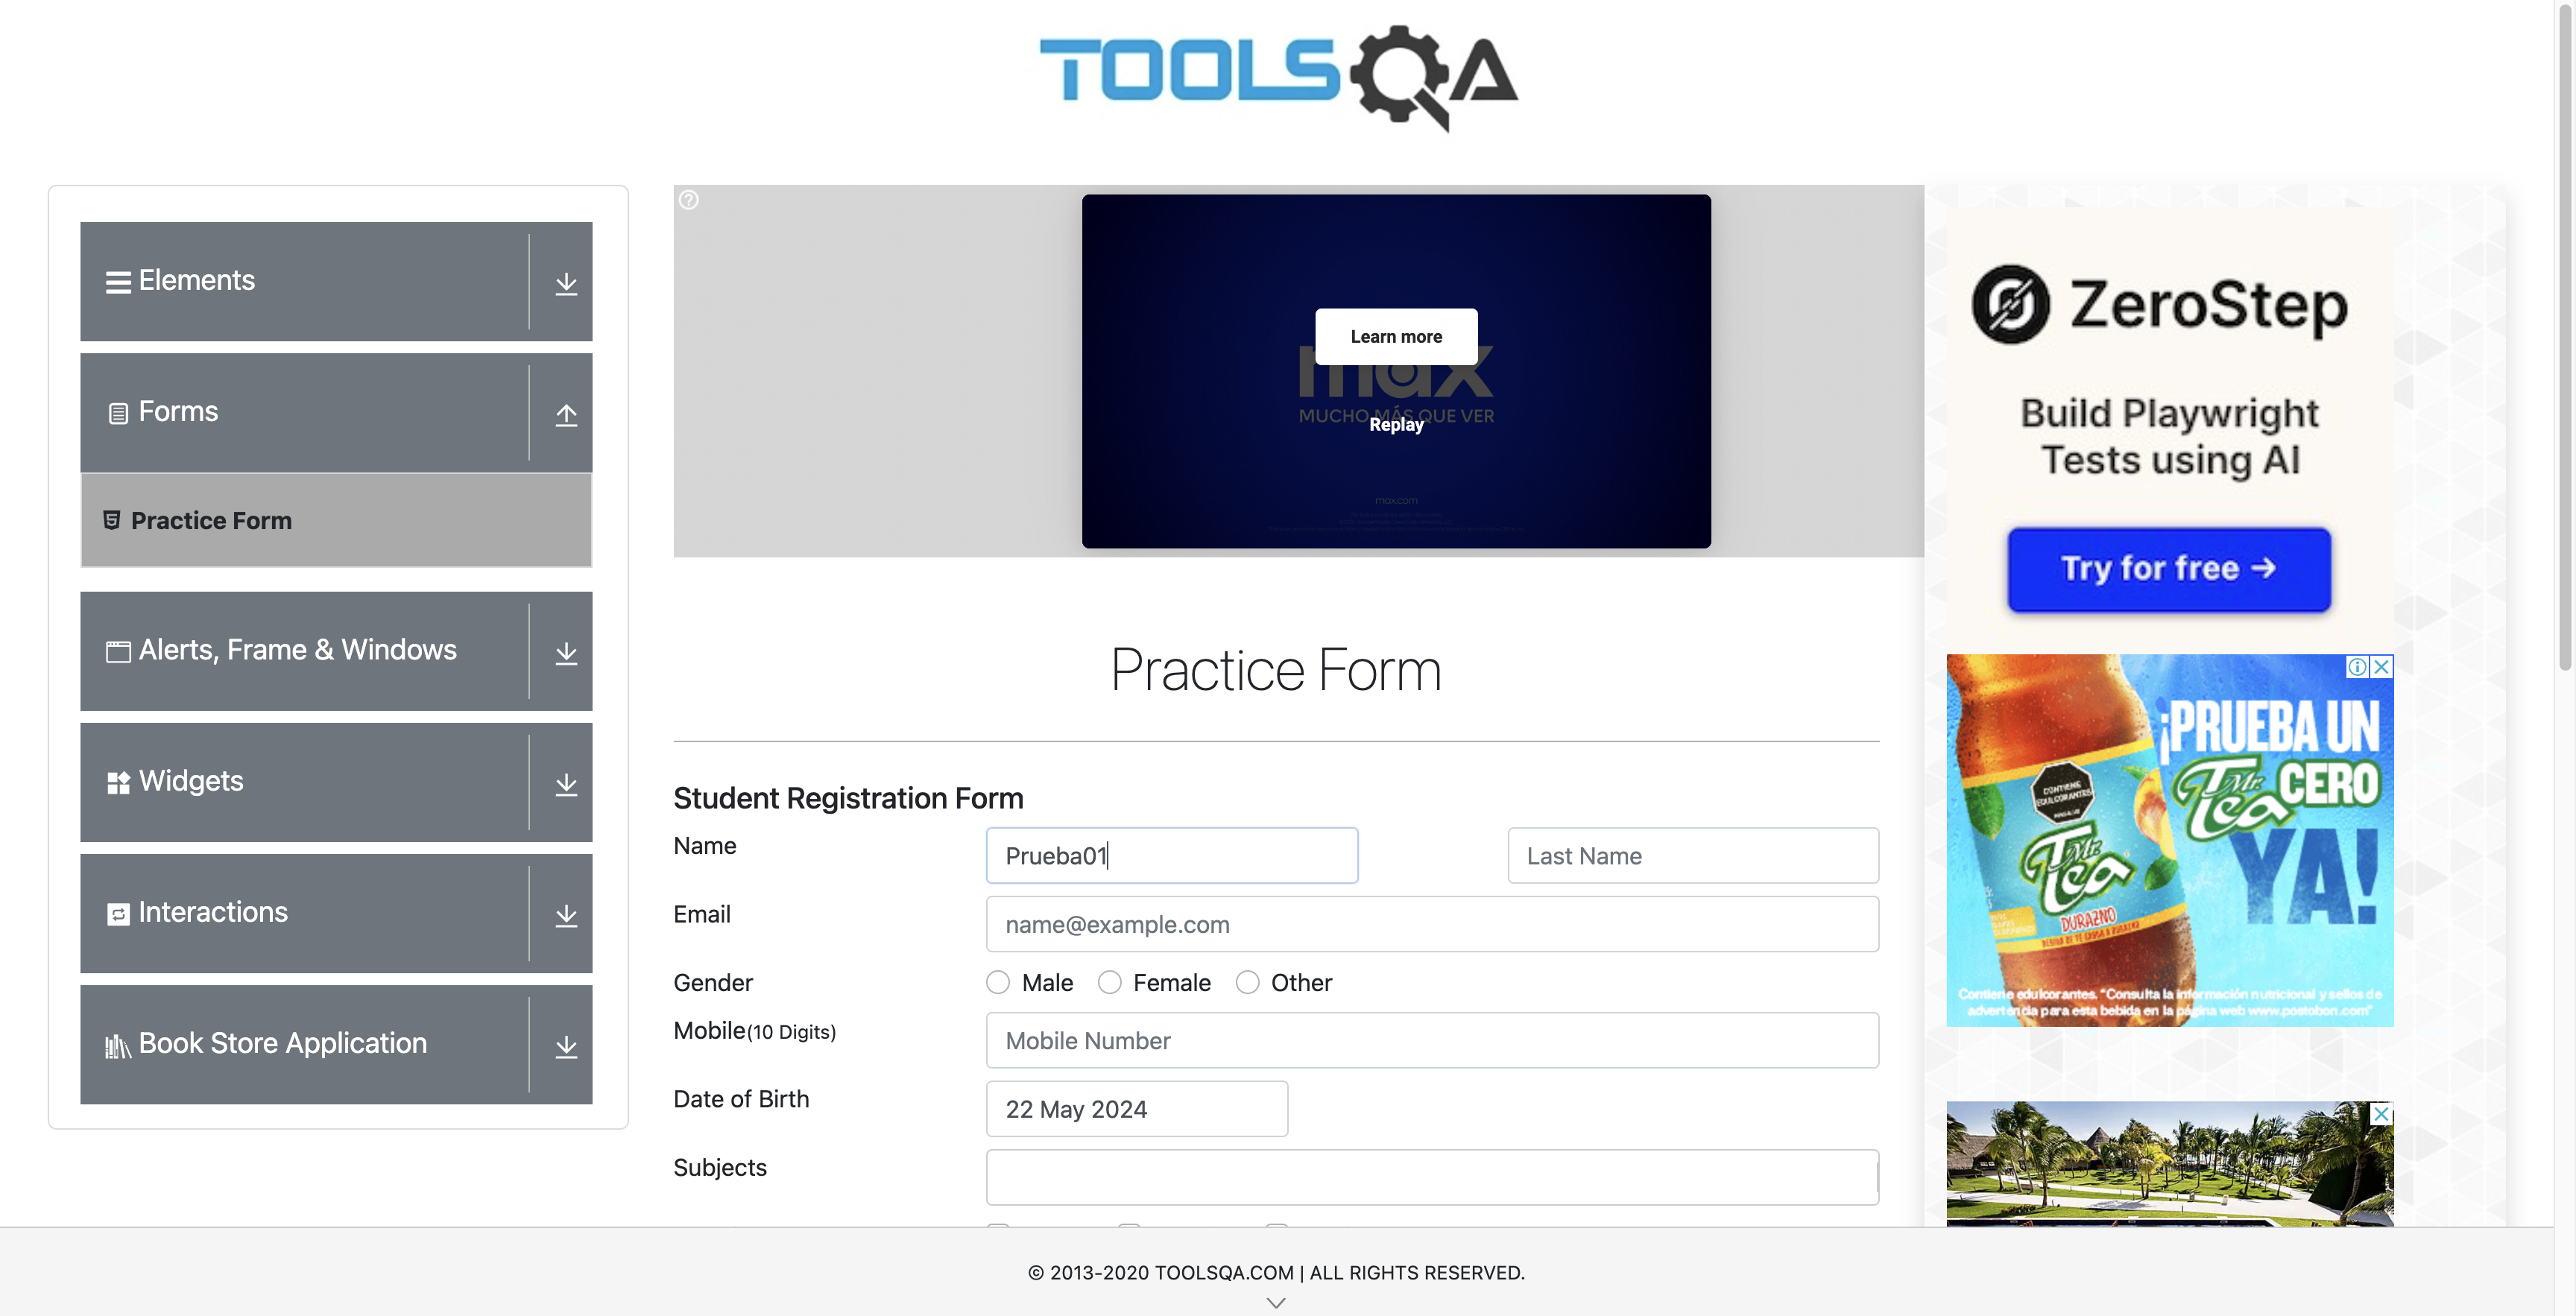 TOOLSQA
Elements
Forms
Practice Form
Alerts, Frame & Windows
Widgets
Interactions
Book Store Application
Learn more
max
MUCHO MÁS QUE VER
Replay
max.com
Practice Form
Student Registration Form
Name
Prueba01
Last Name
Email
name@example.com
Gender
Male
Female
Other
Mobile(10 Digits)
Mobile Number
Date of Birth
22 May 2024
Subjects
ZeroStep
Build Playwright
Tests using AI
Try for free →
¡PRUEBA UN
Mr. Tea CERO
YA!
CONTIENE
EDULCORANTES
Mr. Tea
DURAZNO
Contiene edulcorantes. "Consulta la información nutricional y sellos de
advertencia para esta bebida en la página web www.postobon.com"
© 2013-2020 TOOLSQA.COM | ALL RIGHTS RESERVED.